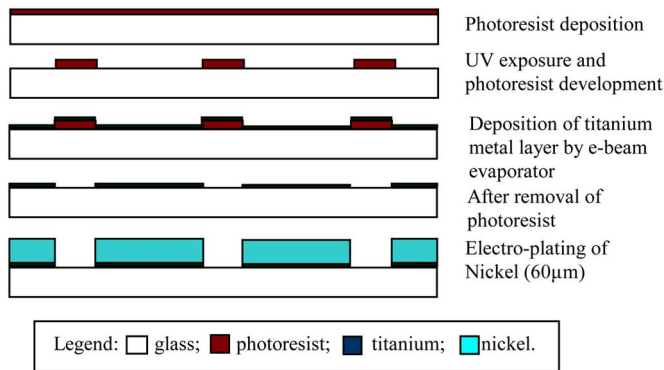 Photoresist deposition
UV exposure and
photoresist development
Deposition of titanium
metal layer by e-beam
evaporator
After removal of
photoresist
Electro-plating of
Nickel (60µm)
Legend: glass; photoresist; titanium; nickel.